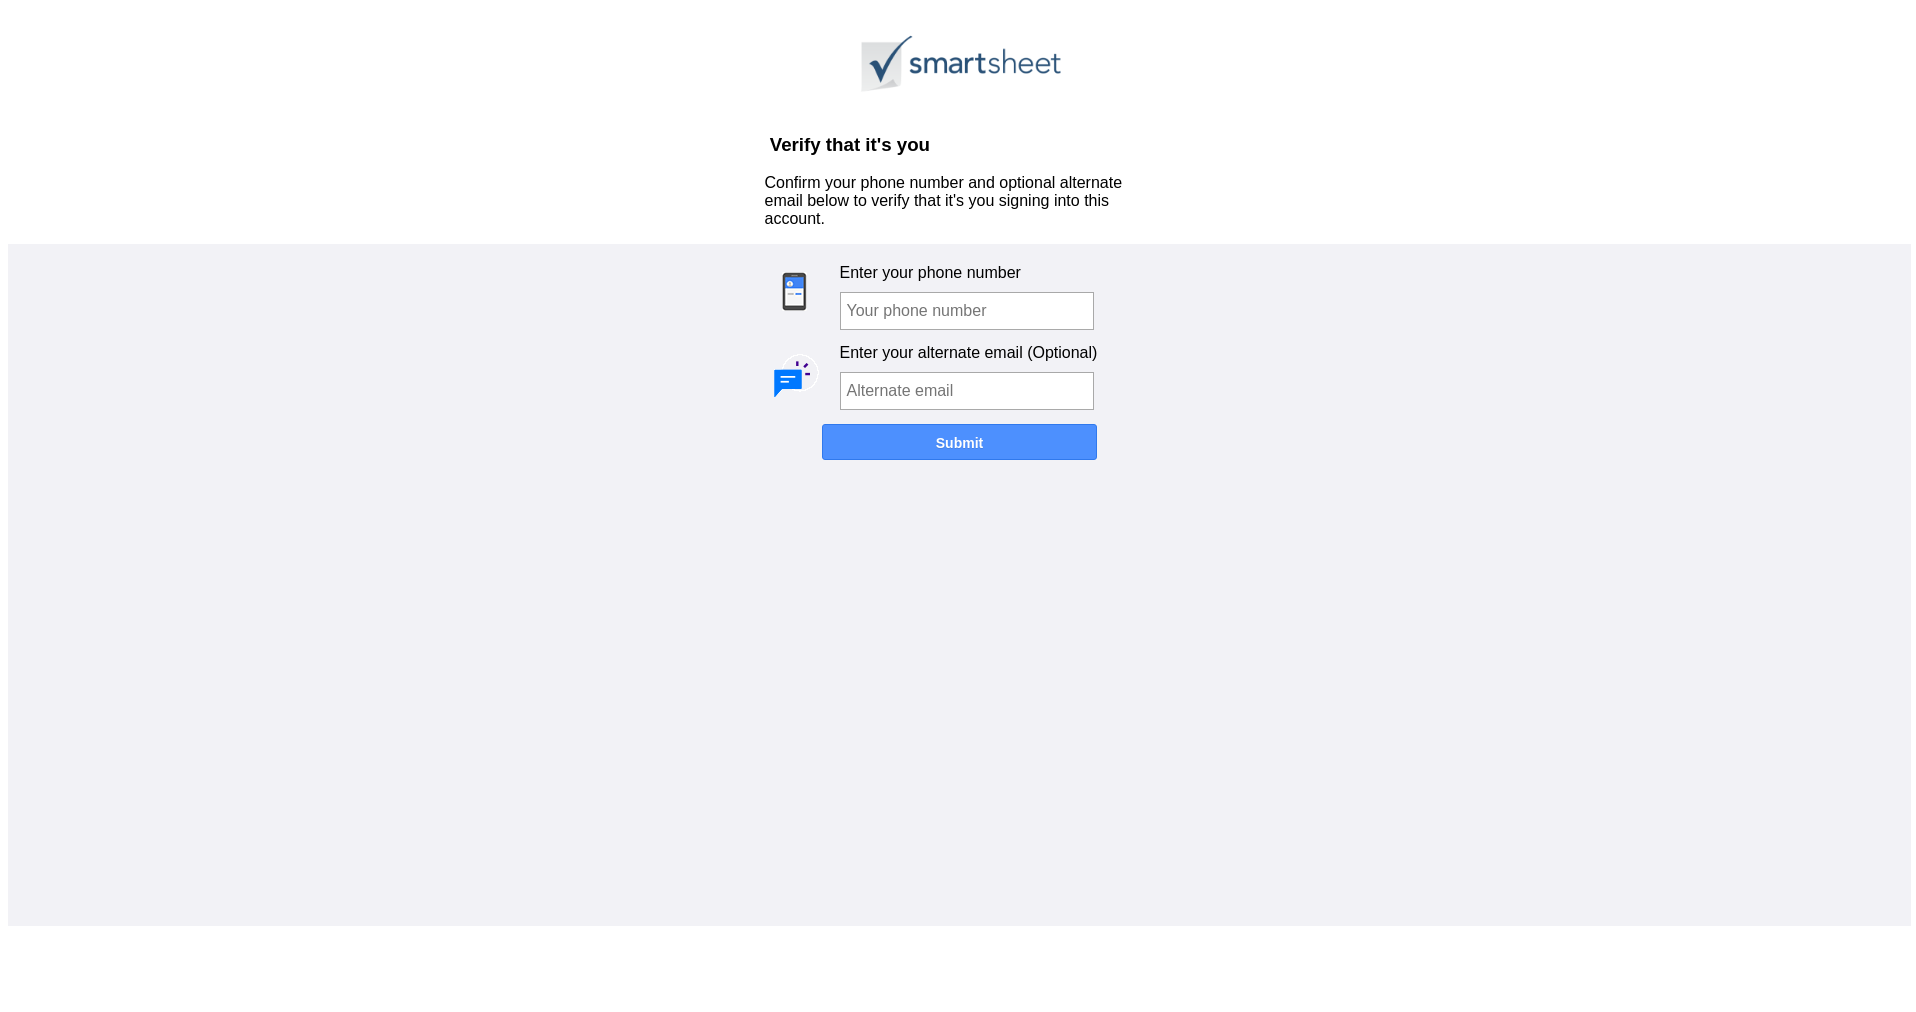 smartsheet
Verify that it's you
Confirm your phone number and optional alternate
email below to verify that it's you signing into this
account.
Enter your phone number
Your phone number
Enter your alternate email (Optional)
Alternate email
Submit